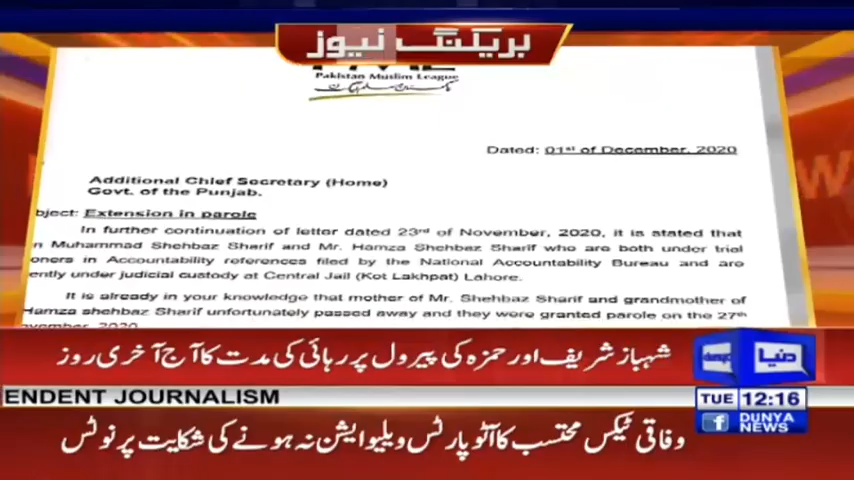 بریکنگ نیوز
Pakistan Muslim League
Dated: 01st of December, 2020
Additional Chief Secretary (Home)
Govt. of the Punjab.
bject: Extension in parole
In further continuation of letter dated 23rd of November, 2020, it is stated that
n Muhammad Shehbaz Sharif and Mr. Hamza Shehbaz Sharif who are both under trial
oners in Accountability references filed by the National Accountability Bureau and are
ently under judicial custody at Central Jail (Kot Lakhpat) Lahore.
It is already in your knowledge that mother of Mr. Shehbaz Sharif and grandmother of
Hamza shehbaz Sharif unfortunately passed away and they were granted parole on the 27th
ovember, 2020
شہباز شریف اور حمزہ کی پیرول پر رہائی کی مدت کا آج آخری روز
دنیا
ENDENT JOURNALISM
TUE 12:16
f DUNYA NEWS
وفاقی ٹیکس محتسب کا آٹو پارٹس ویلیوایشن نہ ہونے کی شکایت پر نوٹس